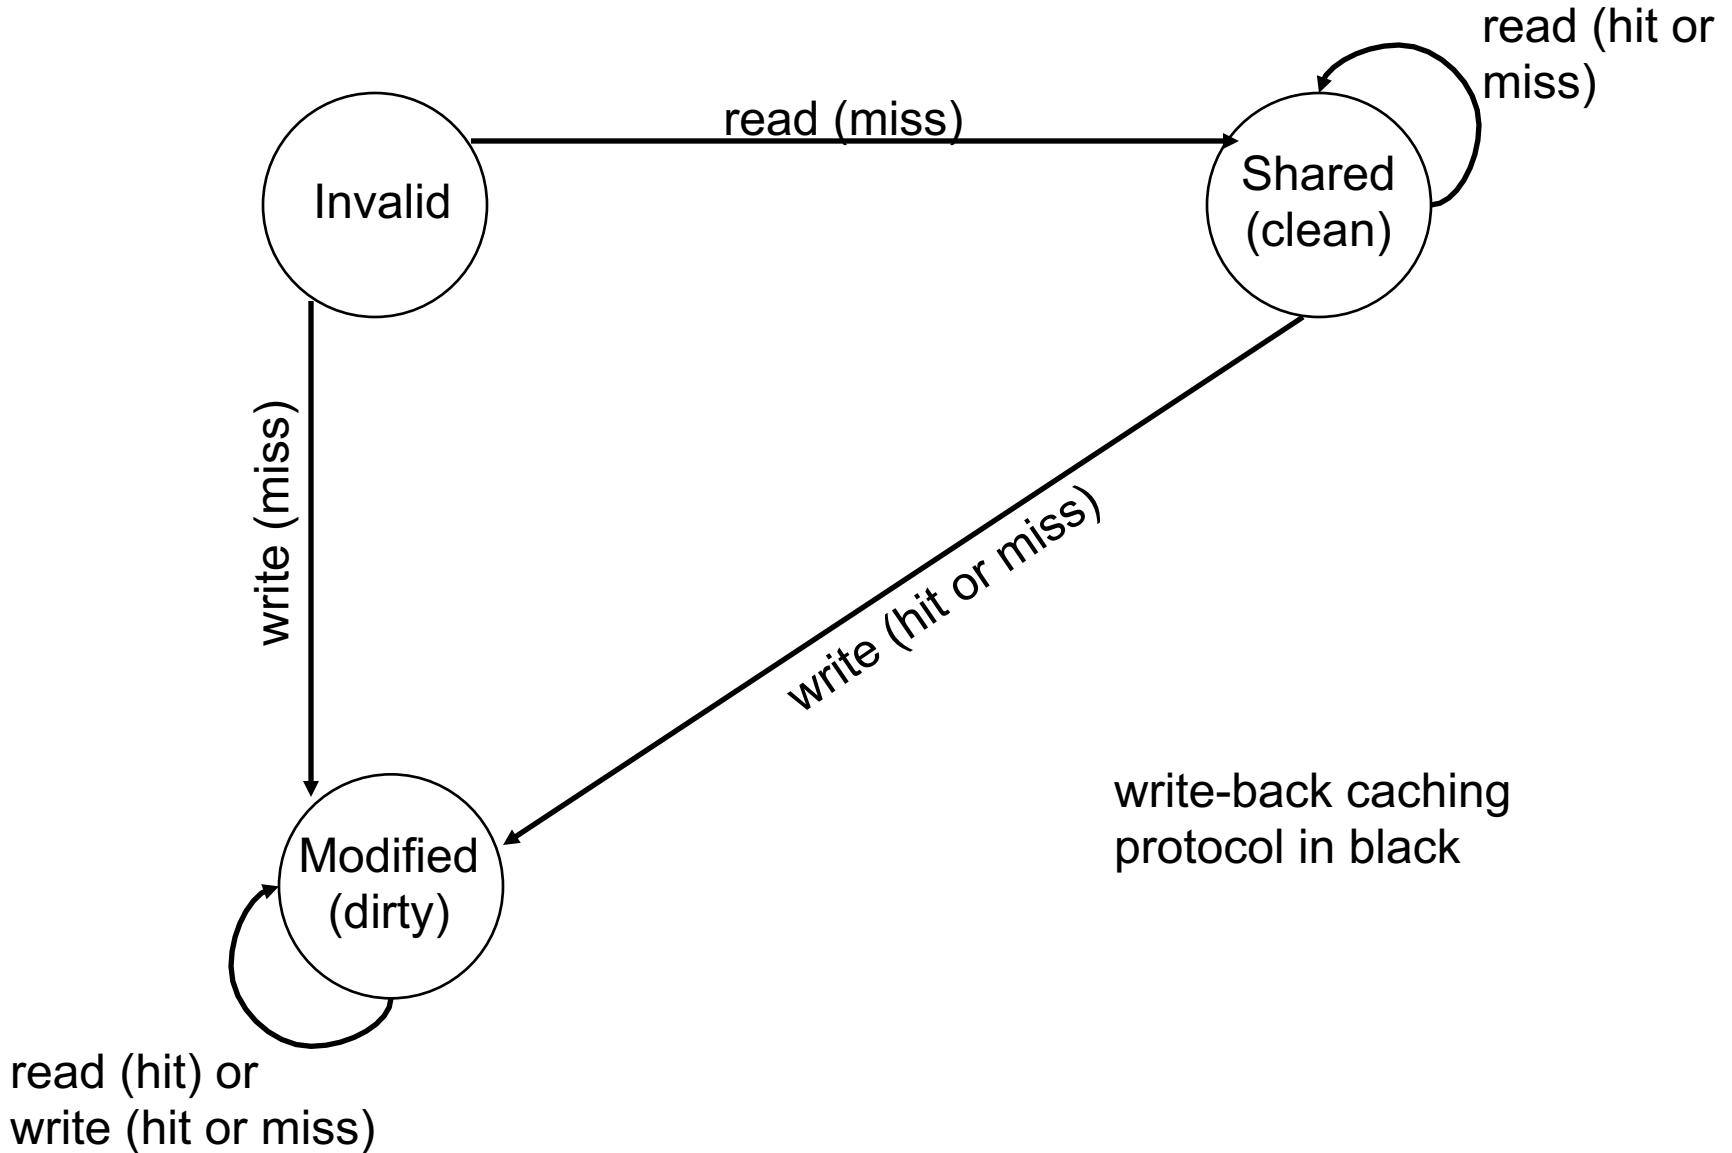 read (hit or
miss)
read (miss)
Invalid
Shared
(clean)
write (miss)
write (hit or miss)
write-back caching
protocol in black
Modified
(dirty)
read (hit) or
write (hit or miss)